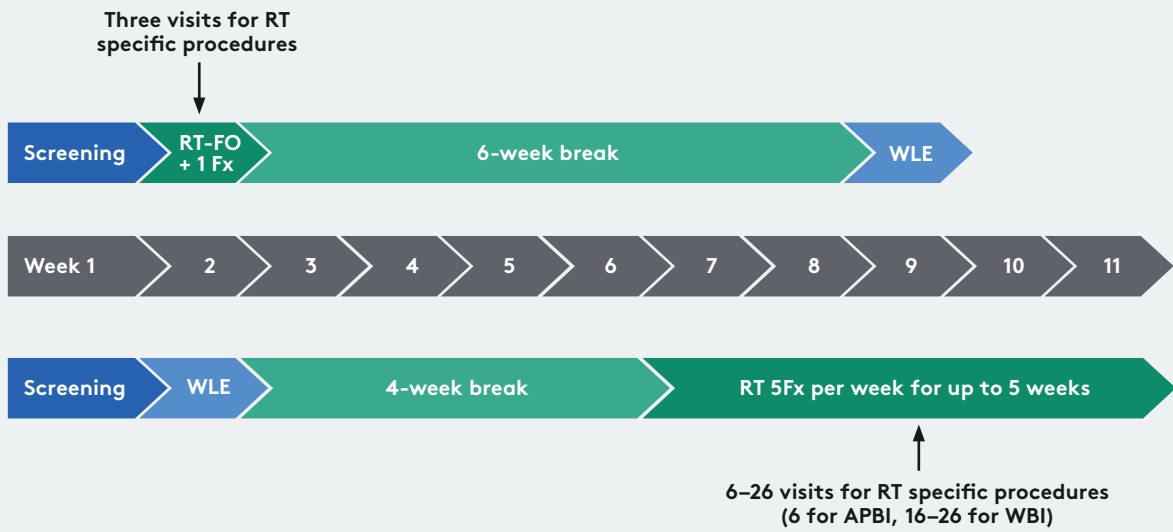 Three visits for RT
specific procedures
Screening
RT-FO
+ 1 Fx
6-week break
WLE
Week 1
2
3
4
5
6
7
8
9
10
11
Screening
WLE
4-week break
RT 5Fx per week for up to 5 weeks
6–26 visits for RT specific procedures
(6 for APBI, 16–26 for WBI)